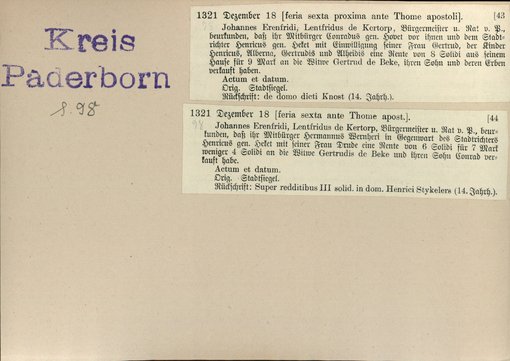 Kreis
Paderborn
S. 98
1321 Dezember 18 [feria sexta proxima ante Thome apostoli]. [43
Johannes Erenfridi, Lentfridus de Kertorp, Bürgermeister u. Rat v. P.,
beurkunden, daß ihr Mitbürger Conradus gen. Hovet vor ihnen und dem Stadt-
richter Henricus gen. Heket mit Einwilligung seiner Frau Gertrud, der Kinder
Henricus, Alberna, Gertrudis und Alheidis eine Rente von 8 Solidi aus seinem
Hause für 9 Mark an die Witwe Gertrud de Beke, ihren Sohn und deren Erben
verkauft haben.
Actum et datum.
Orig. Stadtsiegel.
Rückschrift: de domo dicti Knost (14. Jahrh.).
1321 Dezember 18 [feria sexta ante Thome apost.]. [44
98
Johannes Erenfridi, Lentfridus de Kertorp, Bürgermeister u. Rat v. P., beur-
kunden, daß ihr Mitbürger Hermannus Wernheri in Gegenwart des Stadtrichters
Henricus gen. Heket mit seiner Frau Drude eine Rente von 6 Solidi für 7 Mark
weniger 4 Solidi an die Witwe Gertrudis de Beke und ihren Sohn Conrad ver-
kauft habe.
Actum et datum.
Orig. Stadtsiegel.
Rückschrift: Super redditibus III solid. in dom. Henrici Stykelers (14. Jahrh.).